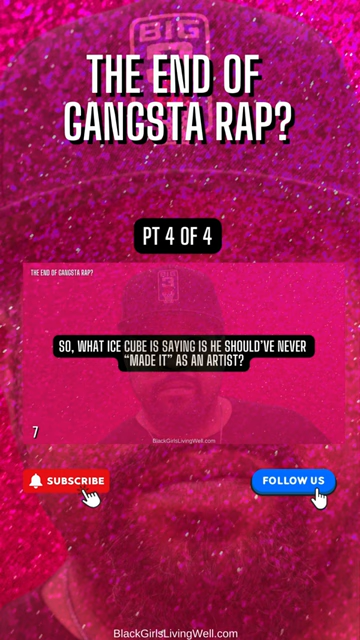 BIG
3
THE END OF
GANGSTA RAP?
PT 4 OF 4
THE END OF GANGSTA RAP?
SO, WHAT ICE CUBE IS SAYING IS HE SHOULD'VE NEVER
“MADE IT” AS AN ARTIST?
7
BlackGirlsLivingWell.com
SUBSCRIBE
FOLLOW US
BlackGirlsLivingWell.com